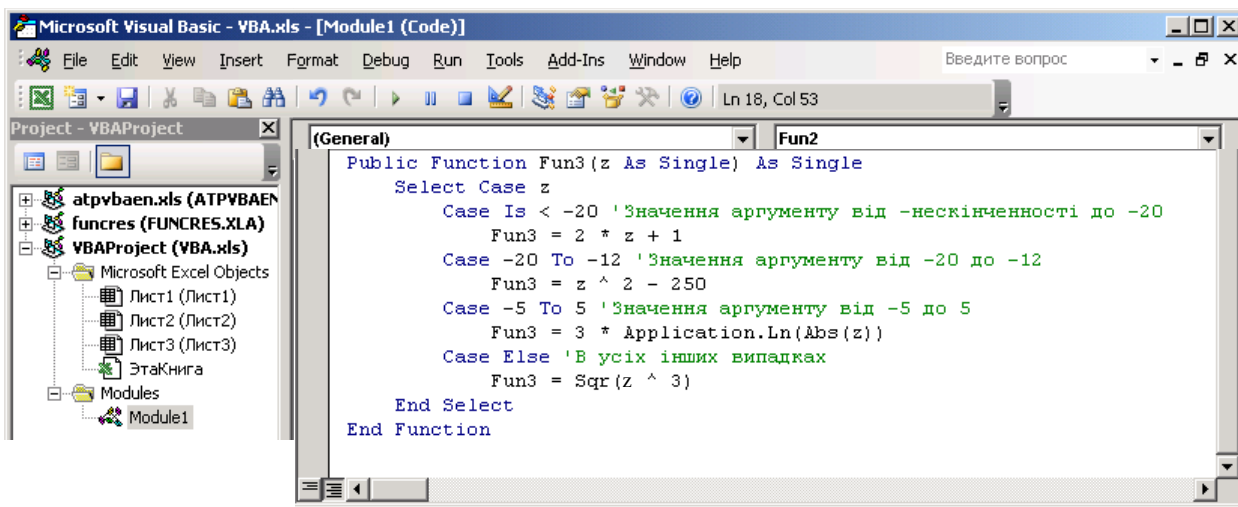 Microsoft Visual Basic - VBA.xls - [Module1 (Code)]
File Edit View Insert Format Debug Run Tools Add-Ins Window Help Введите вопрос
Ln 18, Col 53
Project - VBAProject
(General) Fun2
atpvbaen.xls (ATPVBAEN
funcres (FUNCRES.XLA)
VBAProject (VBA.xls)
Microsoft Excel Objects
Лист1 (Лист1)
Лист2 (Лист2)
Лист3 (Лист3)
ЭтаКнига
Modules
Module1
Public Function Fun3(z As Single) As Single
Select Case z
Case Is < -20 'Значення аргументу від -нескінченності до -20
Fun3 = 2 * z + 1
Case -20 To -12 'Значення аргументу від -20 до -12
Fun3 = z ^ 2 - 250
Case -5 To 5 'Значення аргументу від -5 до 5
Fun3 = 3 * Application.Ln(Abs(z))
Case Else 'В усіх інших випадках
Fun3 = Sqr(z ^ 3)
End Select
End Function